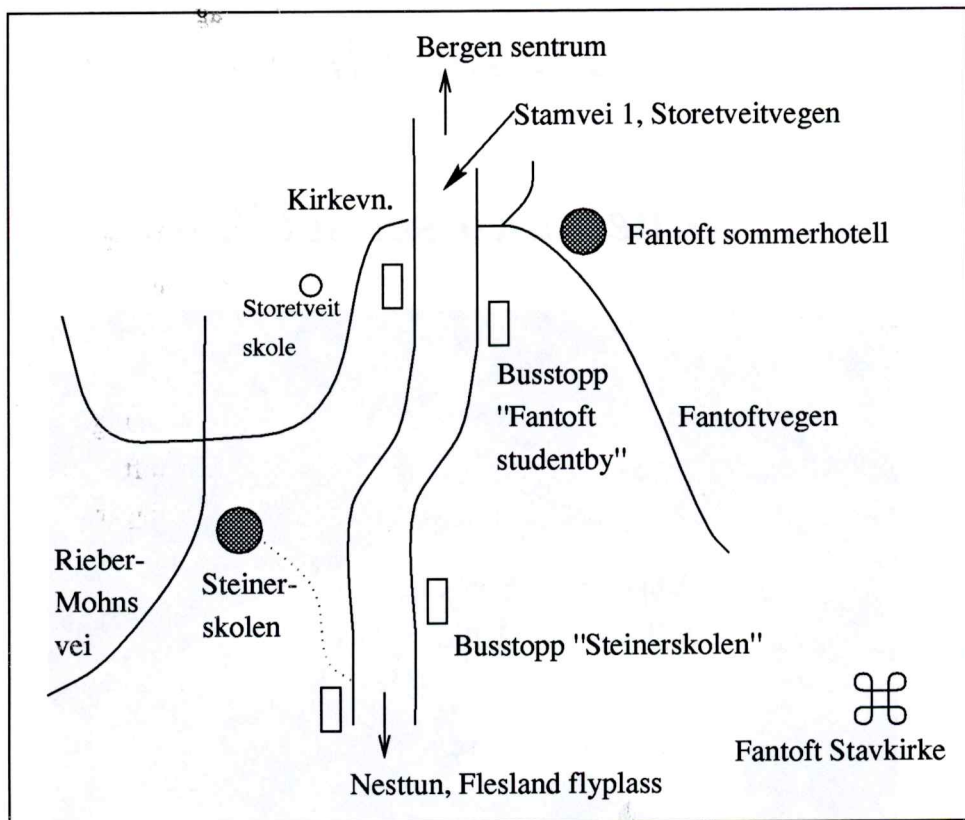 Bergen sentrum
Stamvei 1, Storetveitvegen
Kirkevn.
Fantoft sommerhotell
Storetveit
skole
Busstopp
"Fantoft
studentby"
Fantoftvegen
Rieber-
Mohns
vei
Steiner-
skolen
Busstopp "Steinerskolen"
Fantoft Stavkirke
Nesttun, Flesland flyplass